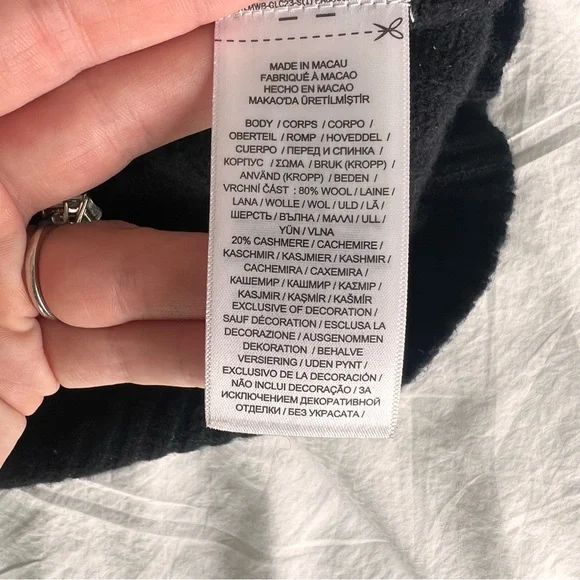 MADE IN MACAU
FABRIQUÉ À MACAO
HECHO EN MACAO
MAKAO'DA ÜRETİLMİŞTİR
BODY / CORPS / CORPO /
OBERTEIL / ROMP / HOVEDDEL /
CUERPO / ПЕРЕД И СПИНКА /
КОРПУС / ΣΩΜΑ / BRUK (KROPP) /
ANVÄND (KROPP) / BEDEN /
VRCHNÍ ČÁST : 80% WOOL / LAINE /
LANA / WOLLE / WOL / ULD / LÃ /
ШЕРСТЬ / ВЪЛНА / ΜΑΛΛΙ / ULL /
YÜN / VLNA
20% CASHMERE / CACHEMIRE /
KASCHMIR / KASJMIER / KASHMIR /
CACHEMIRA / CAXEMIRA /
КАШЕМИР / КАШМИР / ΚΑΣΜΙΡ /
KASJMIR / KAŞMİR / KAŠMÍR
EXCLUSIVE OF DECORATION /
SAUF DÉCORATION / ESCLUSA LA
DECORAZIONE / AUSGENOMMEN
DEKORATION / BEHALVE
VERSIERING / UDEN PYNT /
EXCLUSIVO DE LA DECORACIÓN /
NÃO INCLUI DECORAÇÃO / ЗА
ИСКЛЮЧЕНИЕМ ДЕКОРАТИВНОЙ
ОТДЕЛКИ / БЕЗ УКРАСАТА /